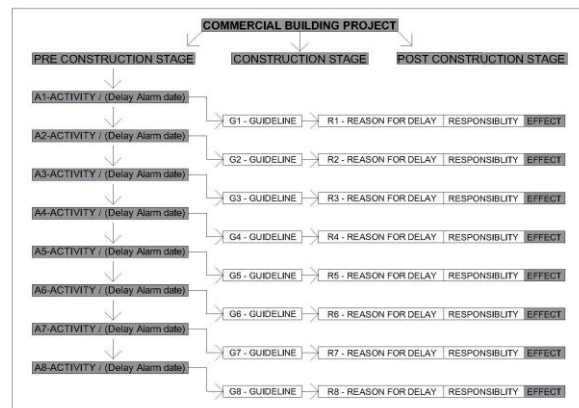 COMMERCIAL BUILDING PROJECT
PRE CONSTRUCTION STAGE CONSTRUCTION STAGE POST CONSTRUCTION STAGE
A1-ACTIVITY / (Delay Alarm date)
G1 - GUIDELINE R1 - REASON FOR DELAY RESPONSIBLITY EFFECT
A2-ACTIVITY / (Delay Alarm date)
G2 - GUIDELINE R2 - REASON FOR DELAY RESPONSIBLITY EFFECT
A3-ACTIVITY / (Delay Alarm date)
G3 - GUIDELINE R3 - REASON FOR DELAY RESPONSIBLITY EFFECT
A4-ACTIVITY / (Delay Alarm date)
G4 - GUIDELINE R4 - REASON FOR DELAY RESPONSIBLITY EFFECT
A5-ACTIVITY / (Delay Alarm date)
G5 - GUIDELINE R5 - REASON FOR DELAY RESPONSIBLITY EFFECT
A6-ACTIVITY / (Delay Alarm date)
G6 - GUIDELINE R6 - REASON FOR DELAY RESPONSIBLITY EFFECT
A7-ACTIVITY / (Delay Alarm date)
G7 - GUIDELINE R7 - REASON FOR DELAY RESPONSIBLITY EFFECT
A8-ACTIVITY / (Delay Alarm date)
G8 - GUIDELINE R8 - REASON FOR DELAY RESPONSIBLITY EFFECT